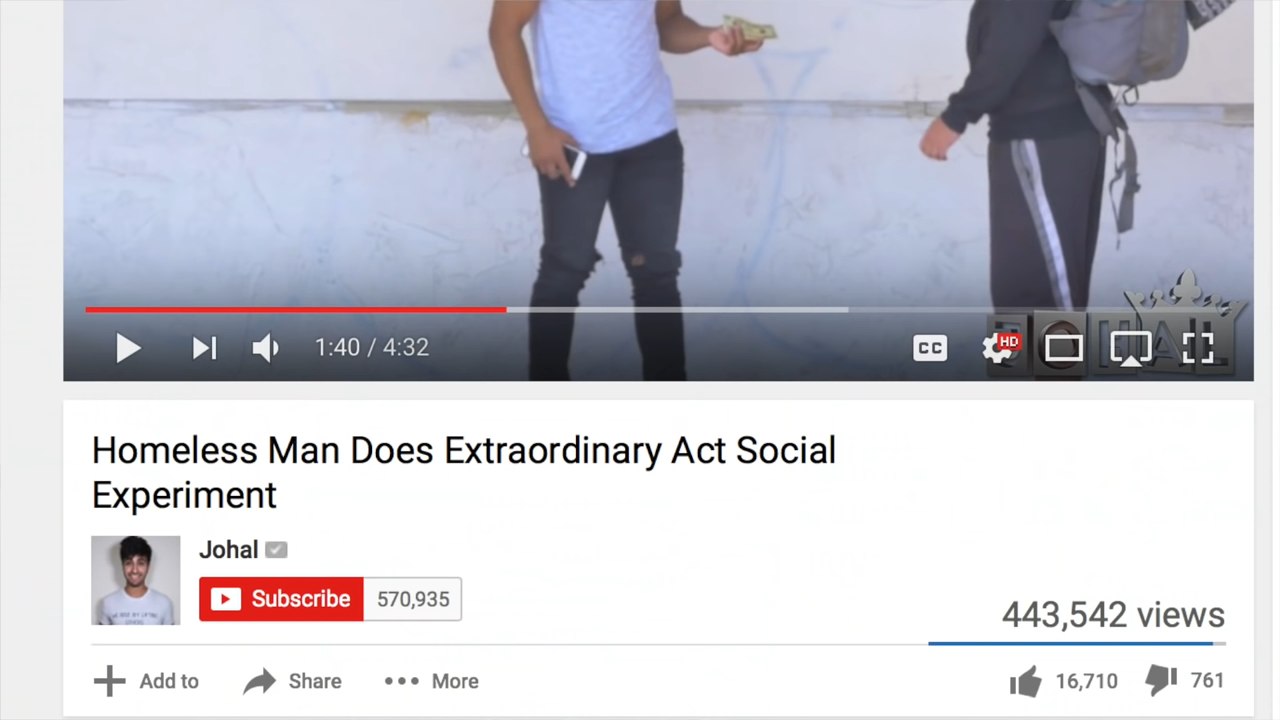 1:40 / 4:32
CC
HD
JOHAL
Homeless Man Does Extraordinary Act Social
Experiment
Johal
Subscribe 570,935
443,542 views
Add to
Share
More
16,710
761